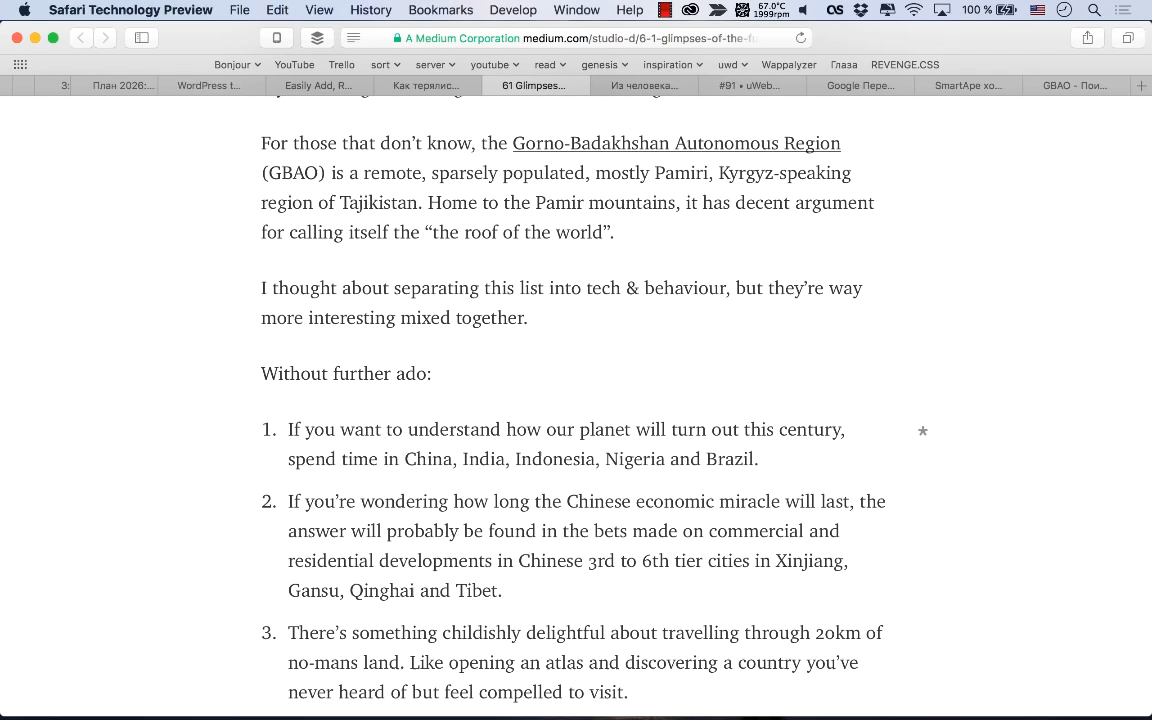 Safari Technology Preview File Edit View History Bookmarks Develop Window Help 67.0°C 1999rpm 100 %
A Medium Corporation medium.com/studio-d/6-1-glimpses-of-the-fu
Bonjour YouTube Trello sort server youtube read genesis inspiration uwd Wappalyzer Глаза REVENGE.CSS
3: План 2026:... WordPress t... Easily Add, R... Как терялис... 61 Glimpses... Из человека... #91 • uWeb... Google Пере... SmartApe хо... GBAO - Пои...
For those that don’t know, the Gorno-Badakhshan Autonomous Region
(GBAO) is a remote, sparsely populated, mostly Pamiri, Kyrgyz-speaking
region of Tajikistan. Home to the Pamir mountains, it has decent argument
for calling itself the “the roof of the world”.
I thought about separating this list into tech & behaviour, but they’re way
more interesting mixed together.
Without further ado:
1. If you want to understand how our planet will turn out this century,
spend time in China, India, Indonesia, Nigeria and Brazil.
2. If you’re wondering how long the Chinese economic miracle will last, the
answer will probably be found in the bets made on commercial and
residential developments in Chinese 3rd to 6th tier cities in Xinjiang,
Gansu, Qinghai and Tibet.
3. There’s something childishly delightful about travelling through 20km of
no-mans land. Like opening an atlas and discovering a country you’ve
never heard of but feel compelled to visit.